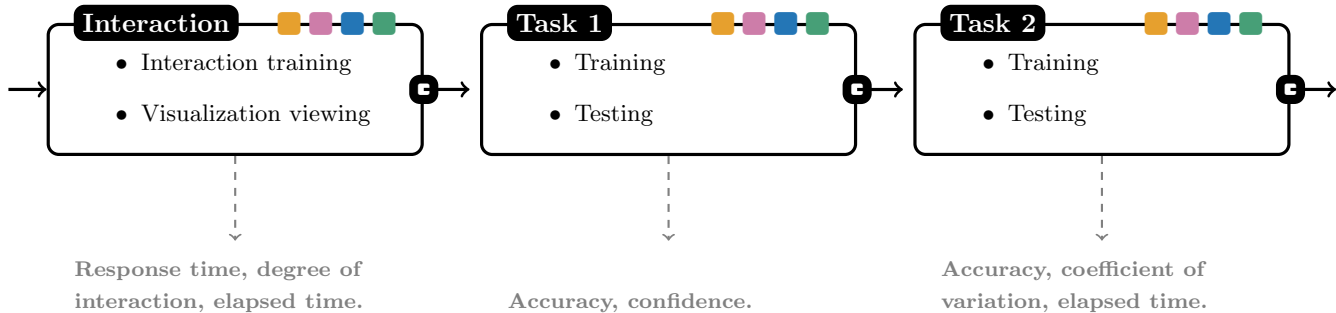 Interaction
• Interaction training
• Visualization viewing
G
Response time, degree of
interaction, elapsed time.
Task 1
• Training
• Testing
G
Accuracy, confidence.
Task 2
• Training
• Testing
G
Accuracy, coefficient of
variation, elapsed time.